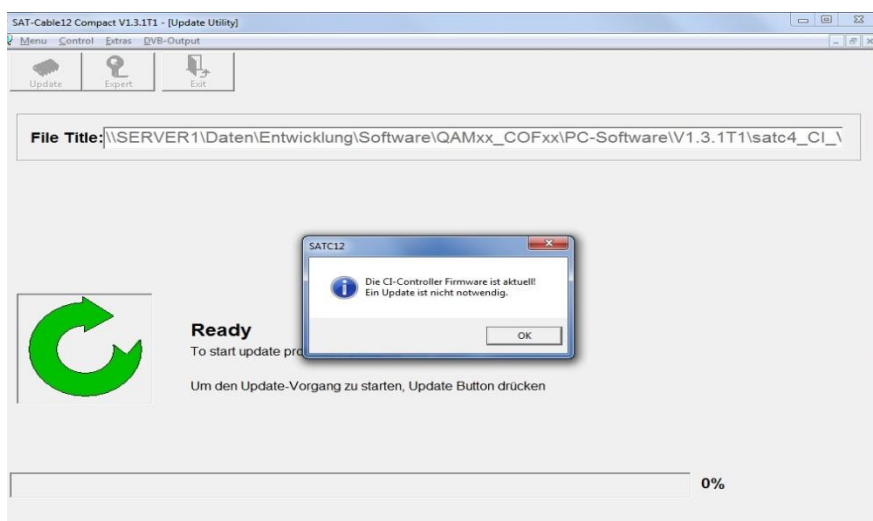 SAT-Cable12 Compact V1.3.1T1 - [Update Utility]
Menu Control Extras DVB-Output
Update Expert Exit
File Title: \\SERVER1\Daten\Entwicklung\Software\QAMxx_COFxx\PC-Software\V1.3.1T1\satc4_CI_\
SATC12
Die CI-Controller Firmware ist aktuell!
Ein Update ist nicht notwendig.
OK
Ready
To start update pro
Um den Update-Vorgang zu starten, Update Button drücken
0%